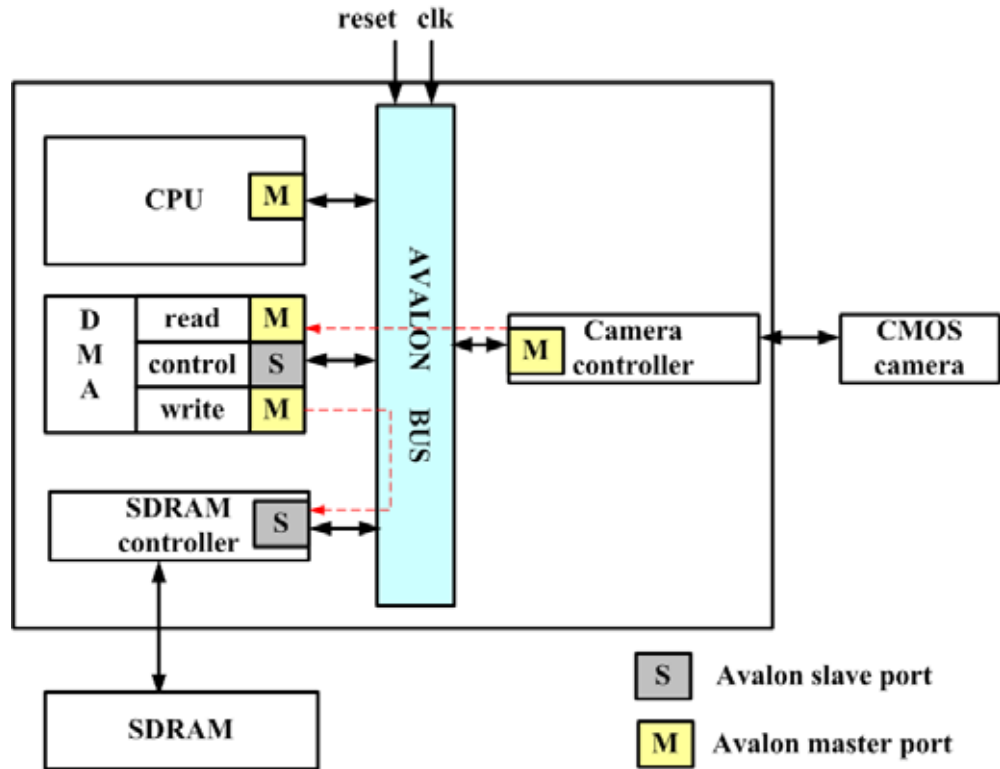 reset clk
CPU
M
D
M
A
read
M
control
S
write
M
SDRAM
controller
S
AVALON BUS
M
Camera
controller
CMOS
camera
SDRAM
S
Avalon slave port
M
Avalon master port